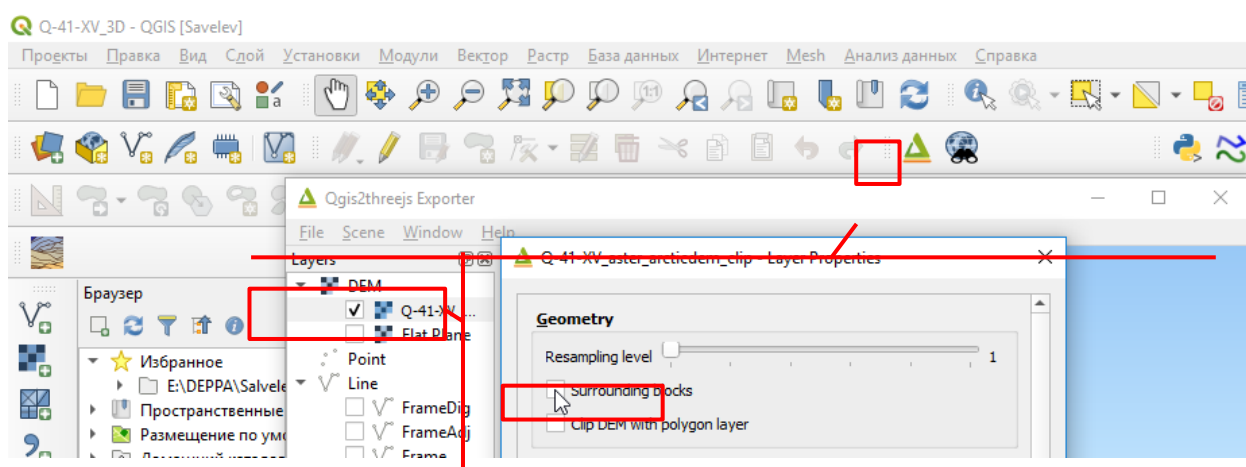 Q-41-XV_3D - QGIS [Savelev]
Проекты Правка Вид Слой Установки Модули Вектор Растр База данных Интернет Mesh Анализ данных Справка
1:1
a
Qgis2threejs Exporter
File Scene Window Help
Layers
Q-41-XV_aster_arcticdem_clip - Layer Properties
Браузер
DEM
Q-41-XV_...
Flat Plane
Geometry
Resampling level 1
Избранное
Point
E:\DEPPA\Salvele
Line
Surrounding blocks
Пространственные
FrameDig
Clip DEM with polygon layer
Размещение по умо
FrameAdj
Frame